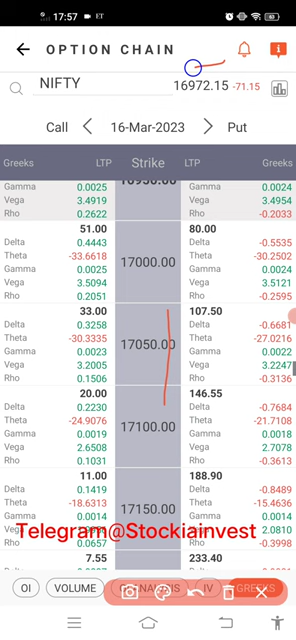 17:57 ET 66
OPTION CHAIN
NIFTY 16972.15 -71.15
Call 16-Mar-2023 Put
Greeks LTP Strike LTP Greeks
Gamma 0.0025 16950.00 Gamma 0.0024
Vega 3.4919 Vega 3.4954
Rho 0.2622 Rho -0.2033
51.00 80.00
Delta 0.4443 Delta -0.5535
Theta -33.6618 17000.00 Theta -30.2502
Gamma 0.0025 Gamma 0.0024
Vega 3.5094 Vega 3.5121
Rho 0.2051 Rho -0.2595
33.00 107.50
Delta 0.3258 Delta -0.6681
Theta -30.3335 17050.00 Theta -27.0216
Gamma 0.0023 Gamma 0.0022
Vega 3.2005 Vega 3.2247
Rho 0.1506 Rho -0.3136
20.00 146.55
Delta 0.2230 Delta -0.7684
Theta -24.9076 17100.00 Theta -21.7108
Gamma 0.0019 Gamma 0.0018
Vega 2.6508 Vega 2.7078
Rho 0.1031 Rho -0.3613
11.00 188.90
Delta 0.1419 Delta -0.8489
Theta -18.6313 17150.00 Theta -15.4636
Gamma 0.0014 Gamma 0.0014
Telegram@Stockiainvest
Vega 2.0810
Rho 0.0657 Rho -0.3998
7.55 233.40
OI VOLUME IV GREEKS